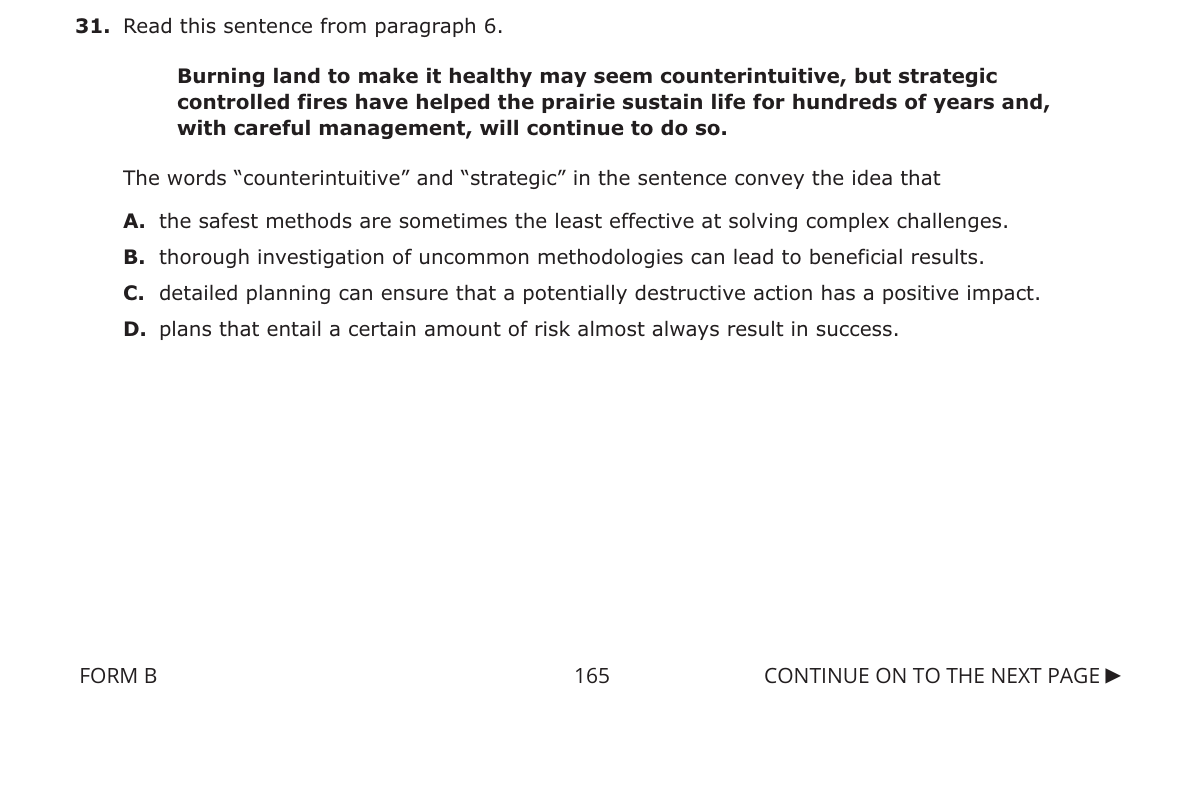 31. Read this sentence from paragraph 6.
Burning land to make it healthy may seem counterintuitive, but strategic
controlled fires have helped the prairie sustain life for hundreds of years and,
with careful management, will continue to do so.
The words “counterintuitive” and “strategic” in the sentence convey the idea that
A. the safest methods are sometimes the least effective at solving complex challenges.
B. thorough investigation of uncommon methodologies can lead to beneficial results.
C. detailed planning can ensure that a potentially destructive action has a positive impact.
D. plans that entail a certain amount of risk almost always result in success.
FORM B
165
CONTINUE ON TO THE NEXT PAGE ▶